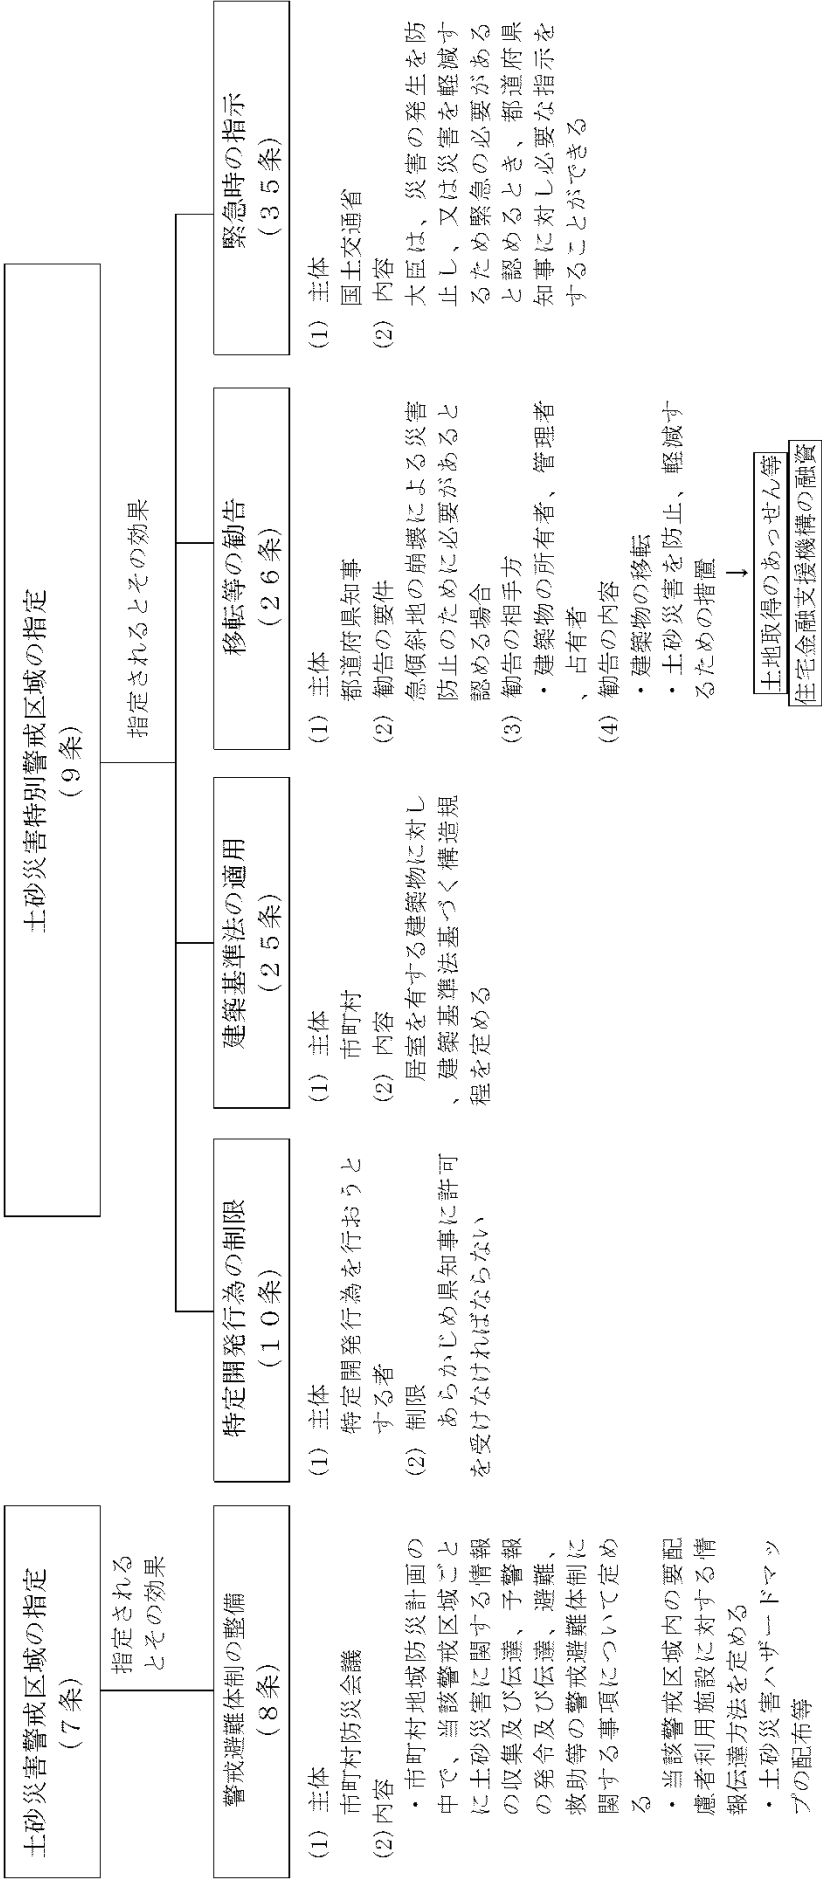 土砂災害警戒区域の指定
(７条)
指定される
とその効果
警戒避難体制の整備
(８条)
(1) 主体
市町村防災会議
(2)内容
・市町村地域防災計画の
中で、当該警戒区域ごと
に土砂災害に関する情報
の収集及び伝達、予警報
の発令及び伝達、避難、
救助等の警戒避難体制に
関する事項について定め
る
・当該警戒区域内の要配
慮者利用施設に対する情
報伝達方法を定める
・土砂災害ハザードマッ
プの配布等
土砂災害特別警戒区域の指定
(９条)
指定されるとその効果
特定開発行為の制限
(１０条)
(1) 主体
特定開発行為を行おうと
する者
(2) 制限
あらかじめ県知事に許可
を受けなければならない
建築基準法の適用
(２５条)
(1) 主体
市町村
(2) 内容
居室を有する建築物に対し
、建築基準法基づく構造規
程を定める
移転等の勧告
(２６条)
(1) 主体
都道府県知事
(2) 勧告の要件
急傾斜地の崩壊による災害
防止のために必要があると
認める場合
(3) 勧告の相手方
・建築物の所有者、管理者
、占有者
(4) 勧告の内容
・建築物の移転
・土砂災害を防止、軽減す
るための措置
↓
土地取得のあっせん等
住宅金融支援機構の融資
緊急時の指示
(３５条)
(1) 主体
国土交通省
(2) 内容
大臣は、災害の発生を防
止し、又は災害を軽減す
るため緊急の必要がある
と認めるとき、都道府県
知事に対し必要な指示を
することができる